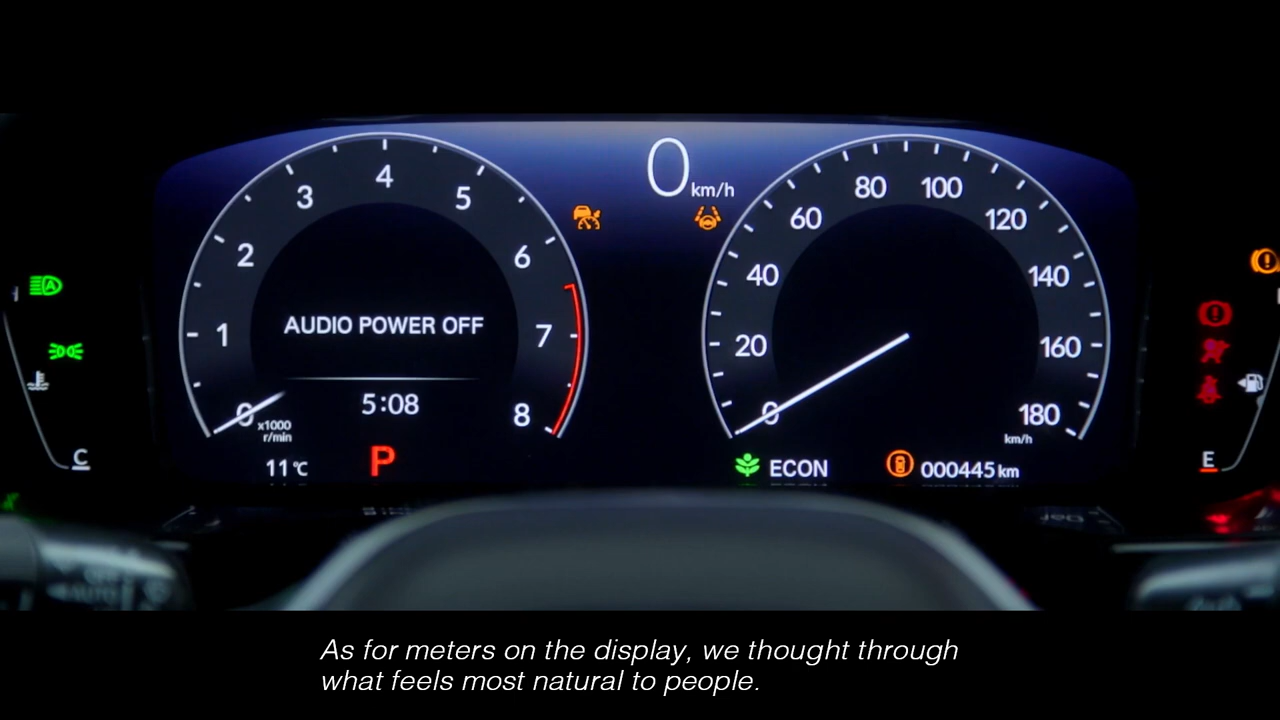 0 km/h
0
1
2
3
4
5
6
7
8
x1000
r/min
AUDIO POWER OFF
5:08
11°C
P
0
20
40
60
80
100
120
140
160
180
km/h
ECON
000445 km
A
C
E
As for meters on the display, we thought through
what feels most natural to people.